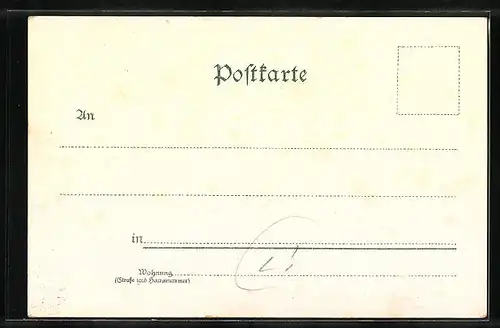 Postkarte
An
in
Wohnung
(Straße und Hausnummer)